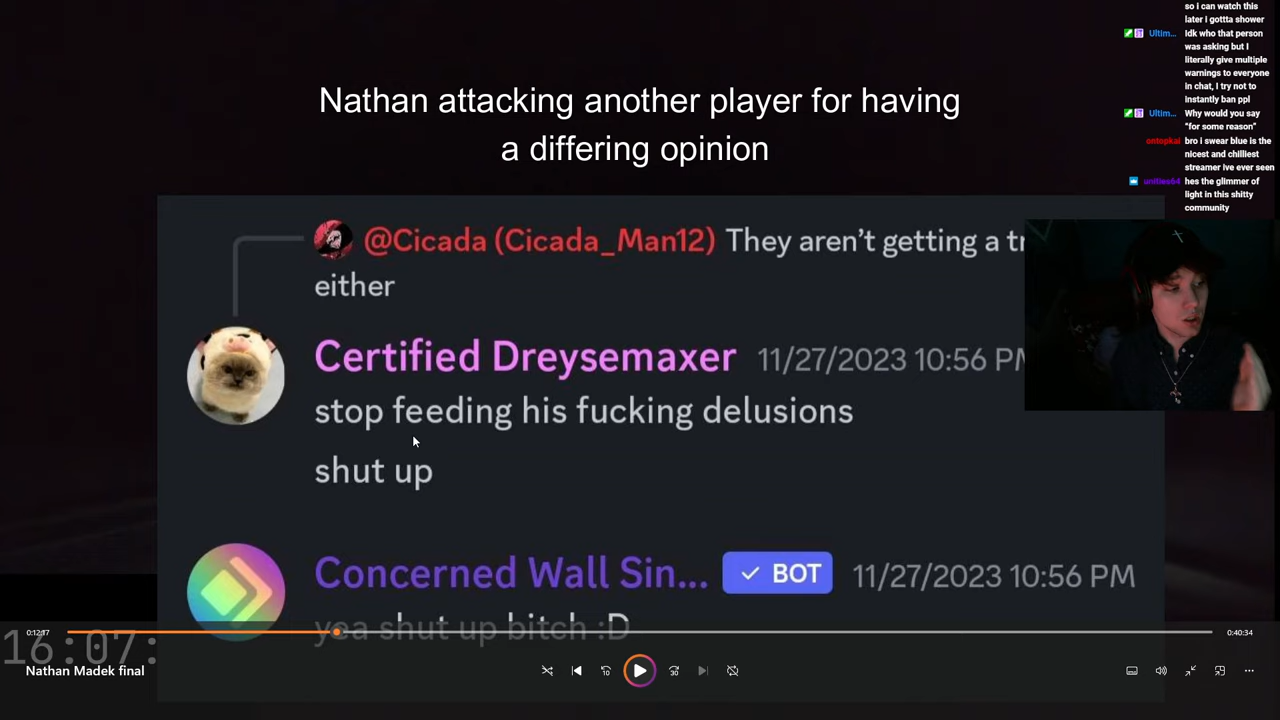 so i can watch this
later i gottta shower
Ultim... Idk who that person
was asking but I
literally give multiple
warnings to everyone
in chat, I try not to
instantly ban ppl
Ultim... Why would you say
"for some reason"
ontopkai bro i swear blue is the
nicest and chilliest
streamer ive ever seen
unities64 hes the glimmer of
light in this shitty
community
Nathan attacking another player for having
a differing opinion
@Cicada (Cicada_Man12) They aren’t getting a tr
either
Certified Dreysemaxer 11/27/2023 10:56 PM
stop feeding his fucking delusions
shut up
Concerned Wall Sin... BOT 11/27/2023 10:56 PM
yea shut up bitch :D
16:07:
0:12:17
0:40:34
Nathan Madek final
10
30